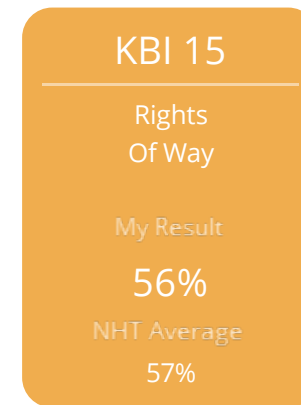 KBI 15
Rights
Of Way
My Result
56%
NHT Average
57%